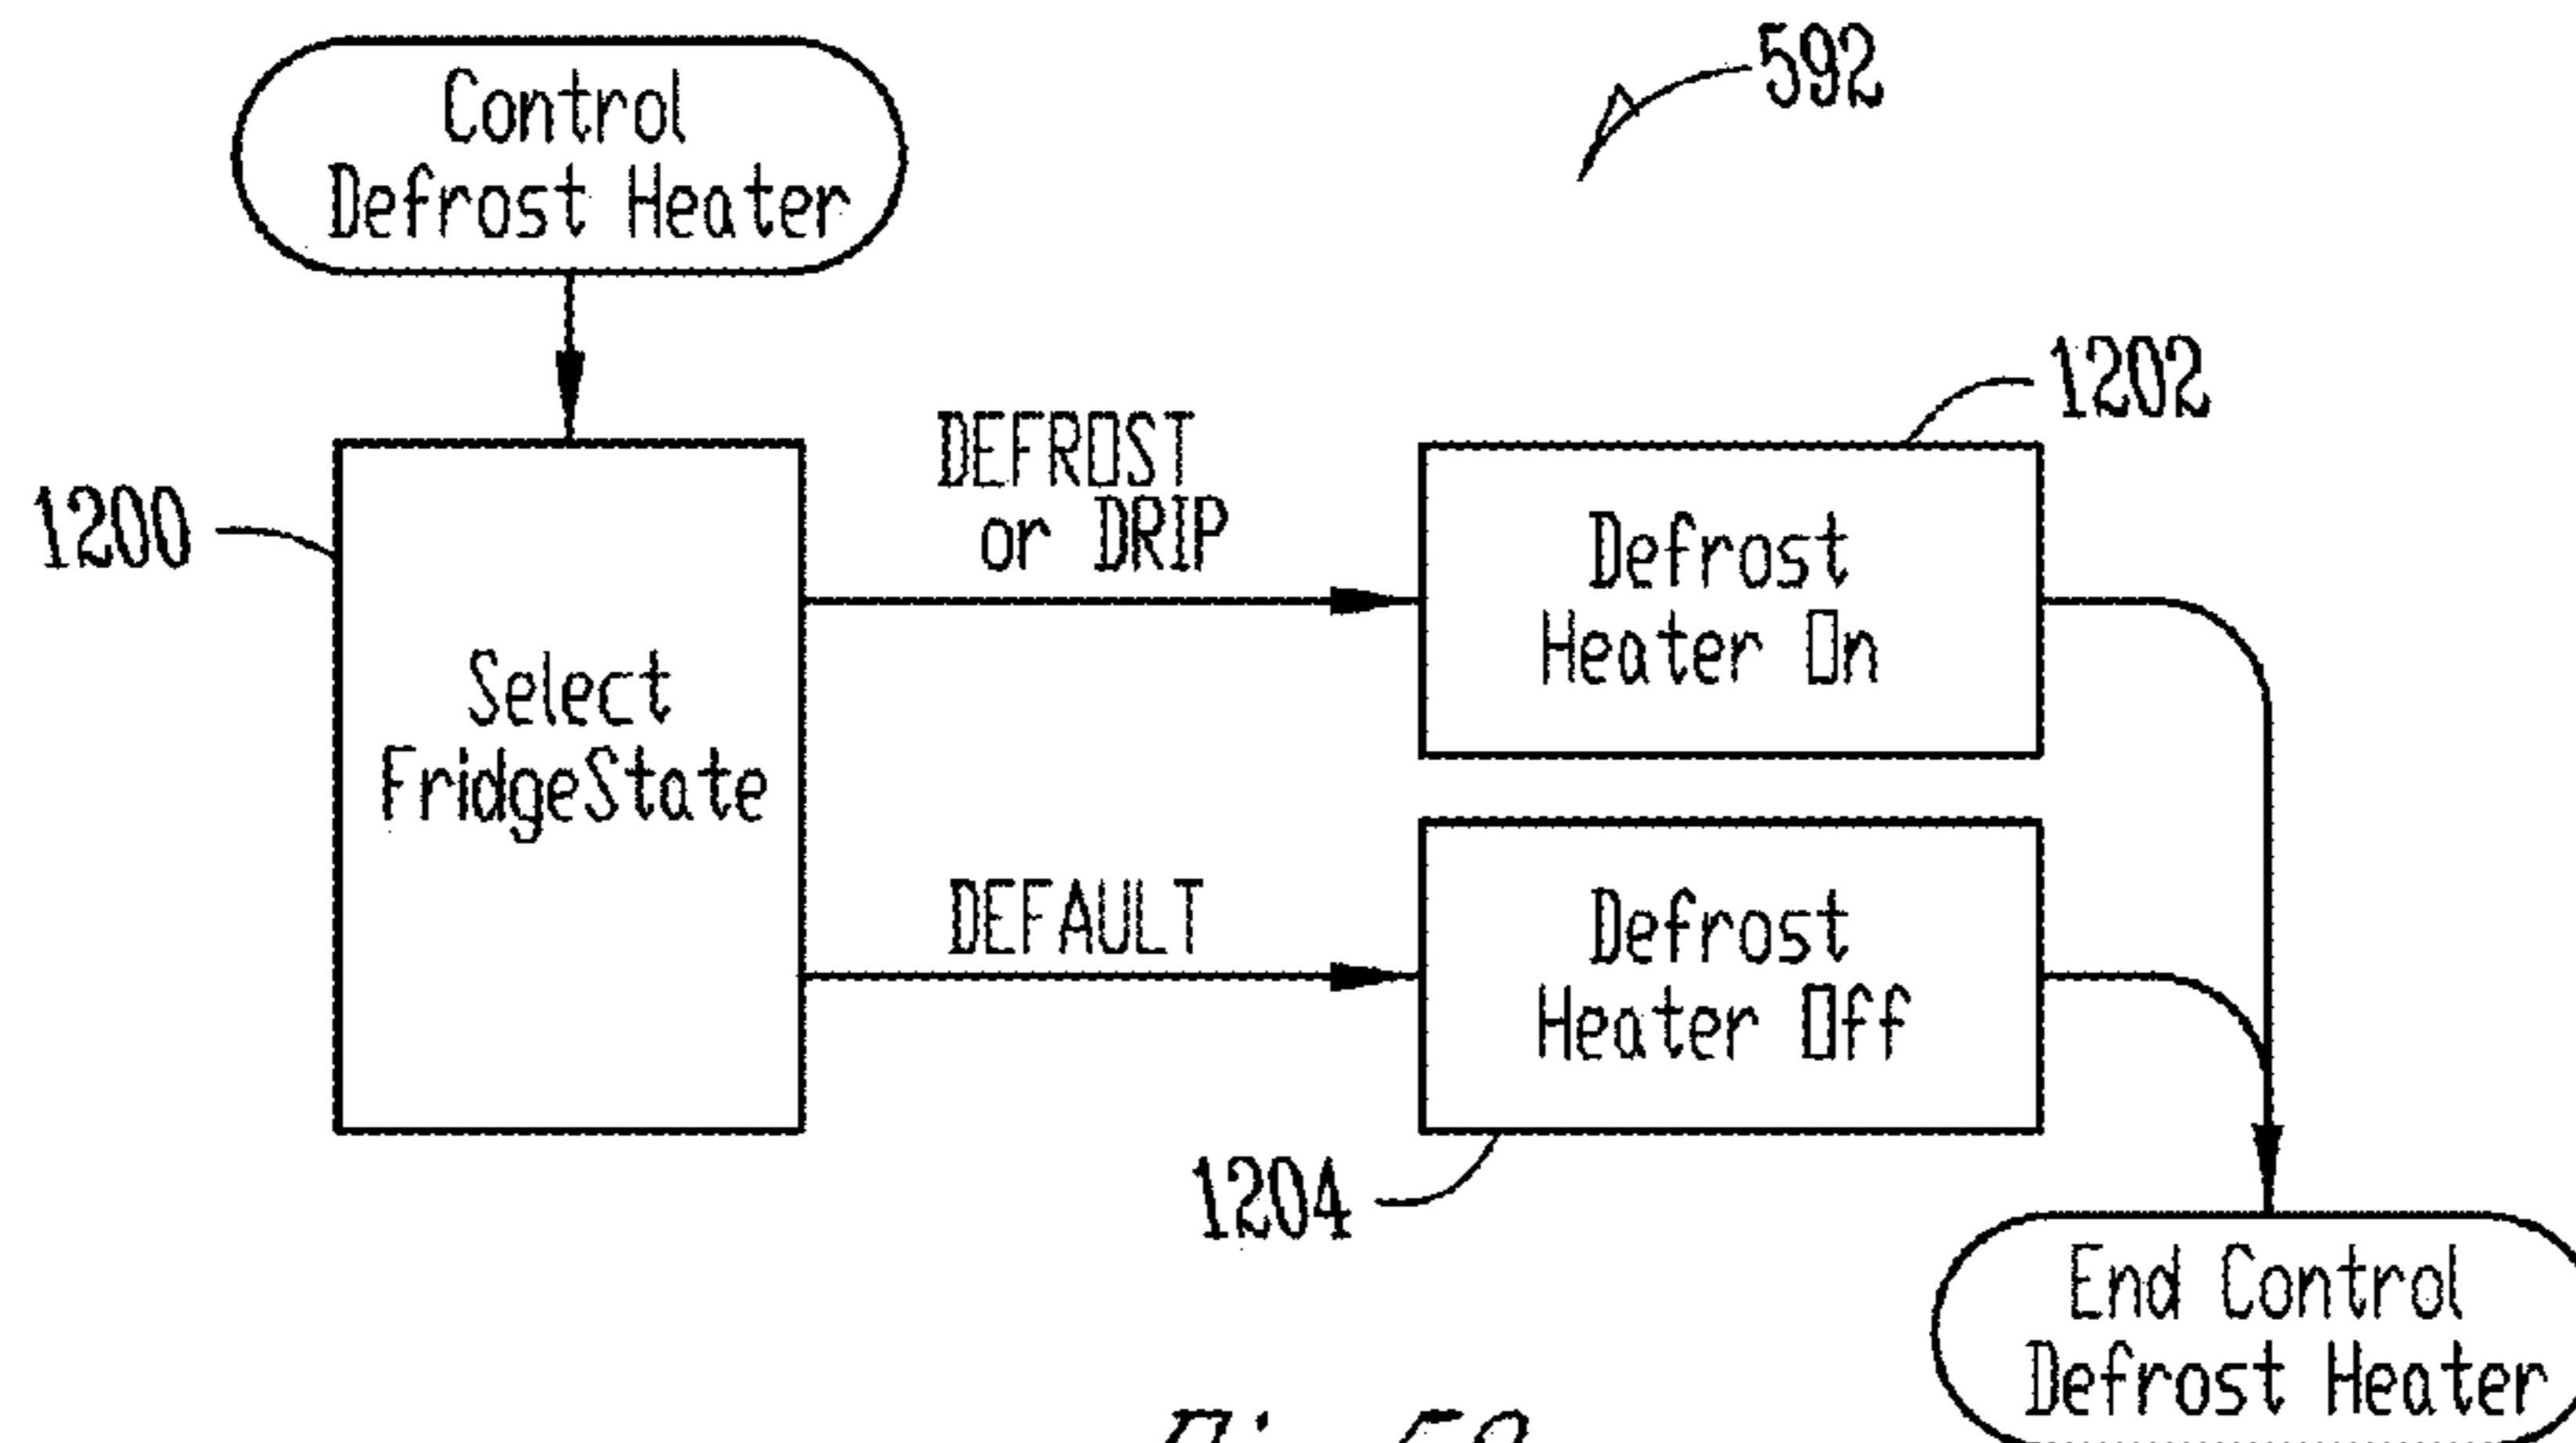 Control
Defrost Heater
592
1200
Select
FridgeState
DEFROST
or DRIP
1202
Defrost
Heater On
DEFAULT
Defrost
Heater Off
1204
End Control
Defrost Heater